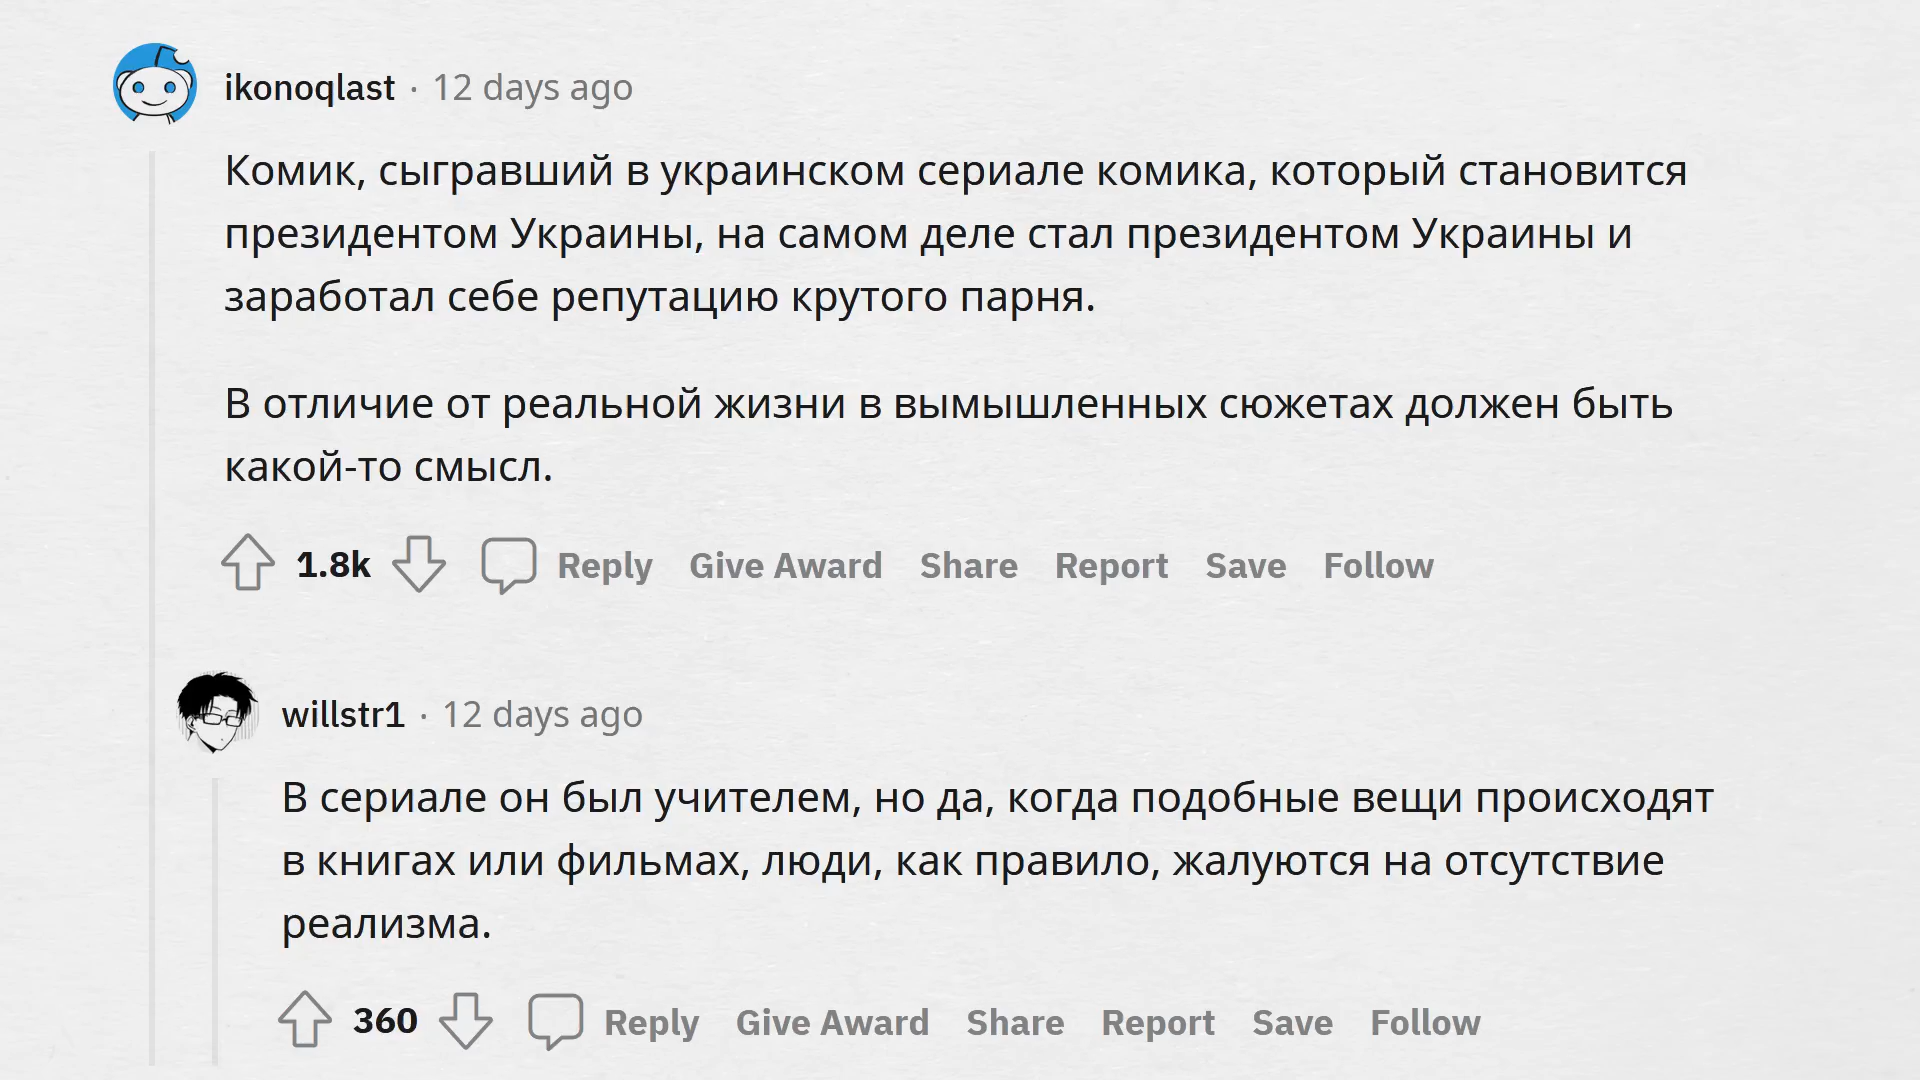 ikonoqlast · 12 days ago
Комик, сыгравший в украинском сериале комика, который становится
президентом Украины, на самом деле стал президентом Украины и
заработал себе репутацию крутого парня.
В отличие от реальной жизни в вымышленных сюжетах должен быть
какой-то смысл.
1.8k Reply Give Award Share Report Save Follow
willstr1 · 12 days ago
В сериале он был учителем, но да, когда подобные вещи происходят
в книгах или фильмах, люди, как правило, жалуются на отсутствие
реализма.
360 Reply Give Award Share Report Save Follow